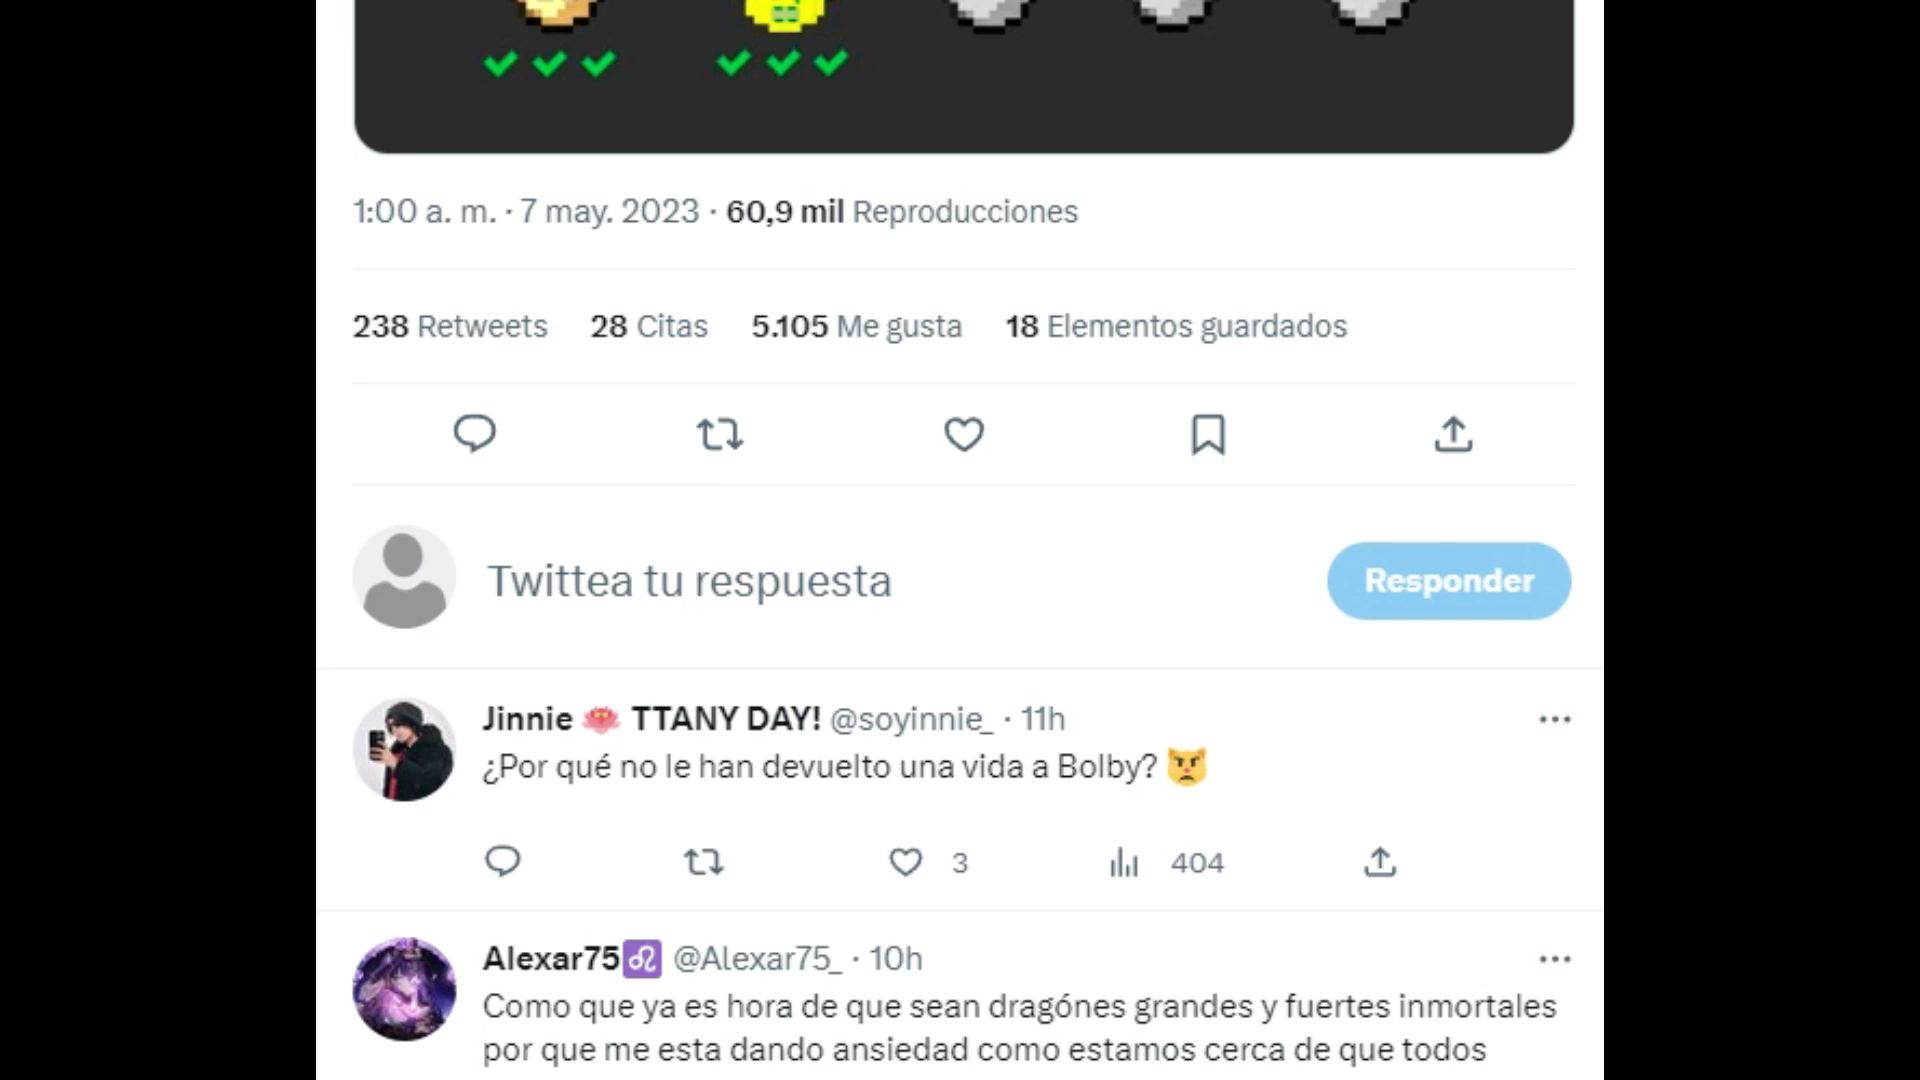 1:00 a. m. · 7 may. 2023 · 60,9 mil Reproducciones
238 Retweets 28 Citas 5.105 Me gusta 18 Elementos guardados
Twittea tu respuesta Responder
Jinnie TTANY DAY! @soyinnie_ · 11h
¿Por qué no le han devuelto una vida a Bolby?
3 404
Alexar75 @Alexar75_ · 10h
Como que ya es hora de que sean dragónes grandes y fuertes inmortales
por que me esta dando ansiedad como estamos cerca de que todos